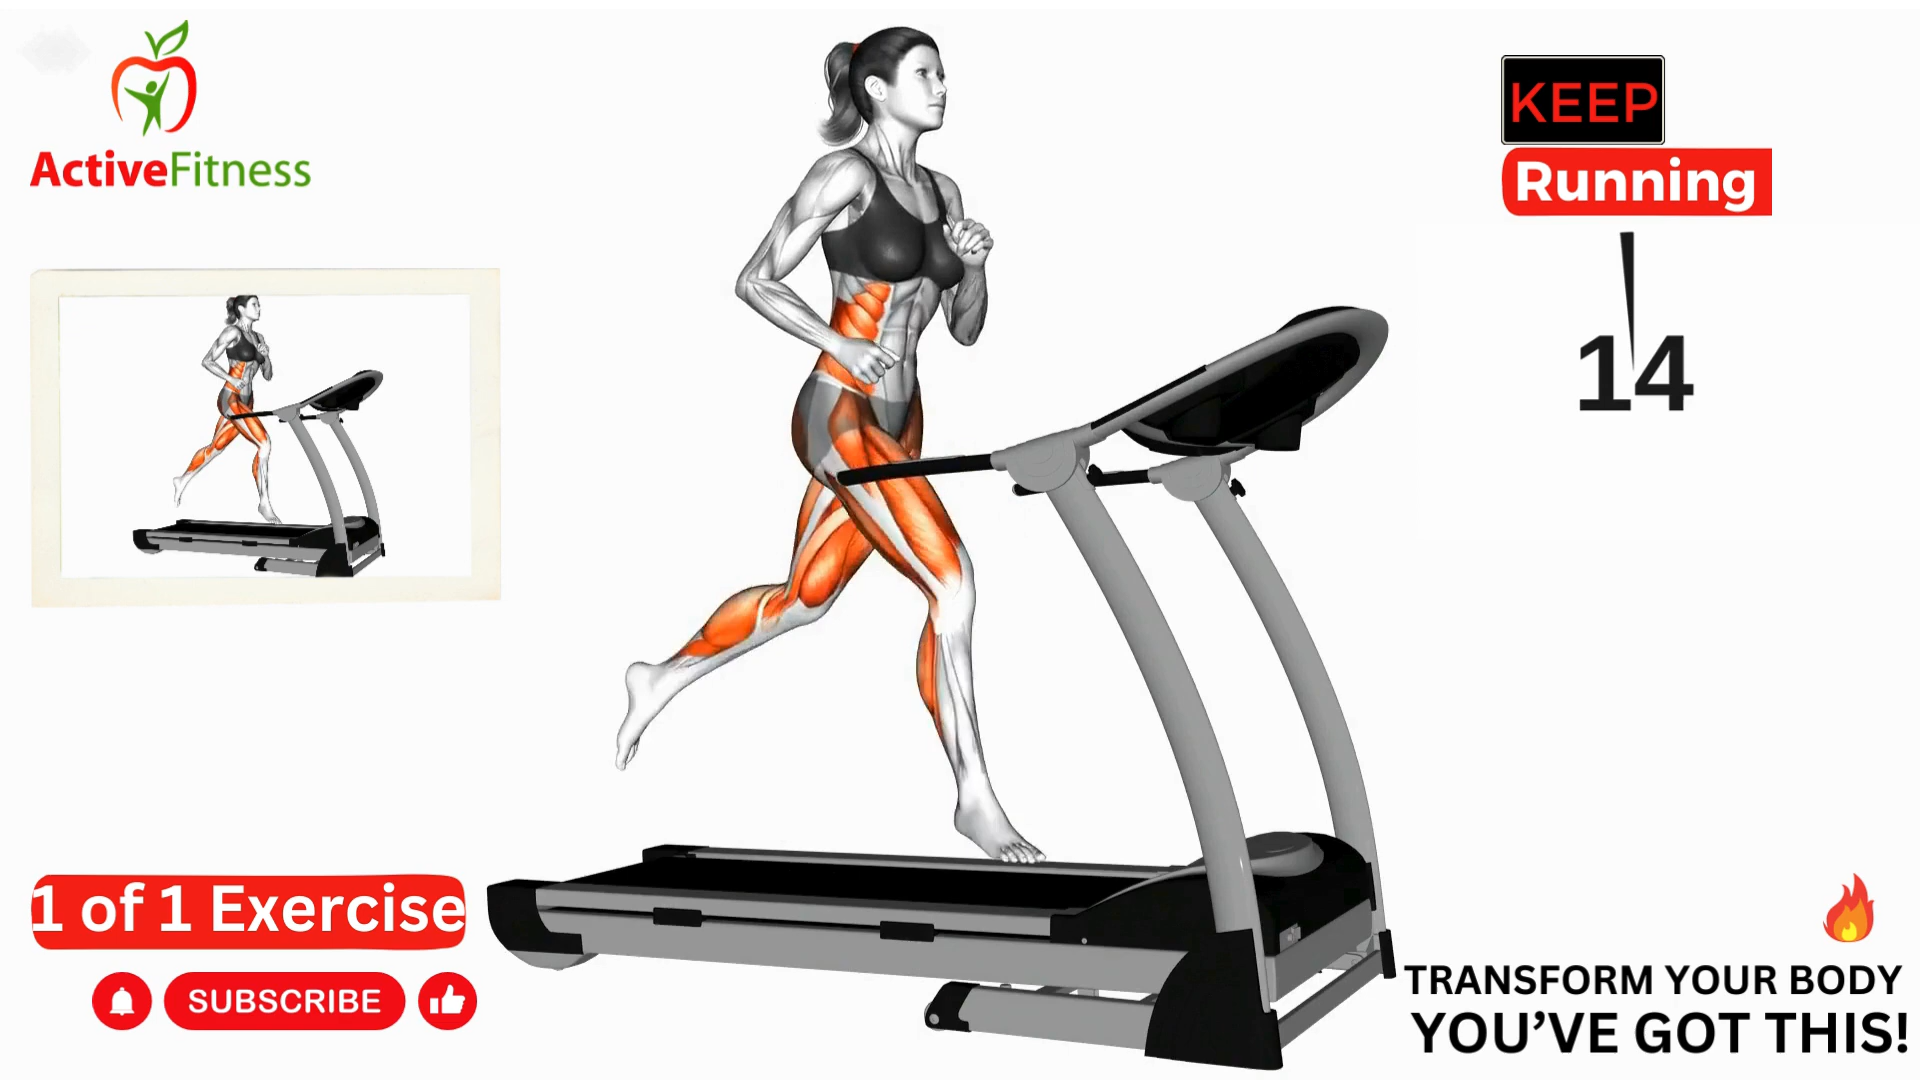 ActiveFitness
KEEP
Running
14
1 of 1 Exercise
SUBSCRIBE
TRANSFORM YOUR BODY
YOU’VE GOT THIS!